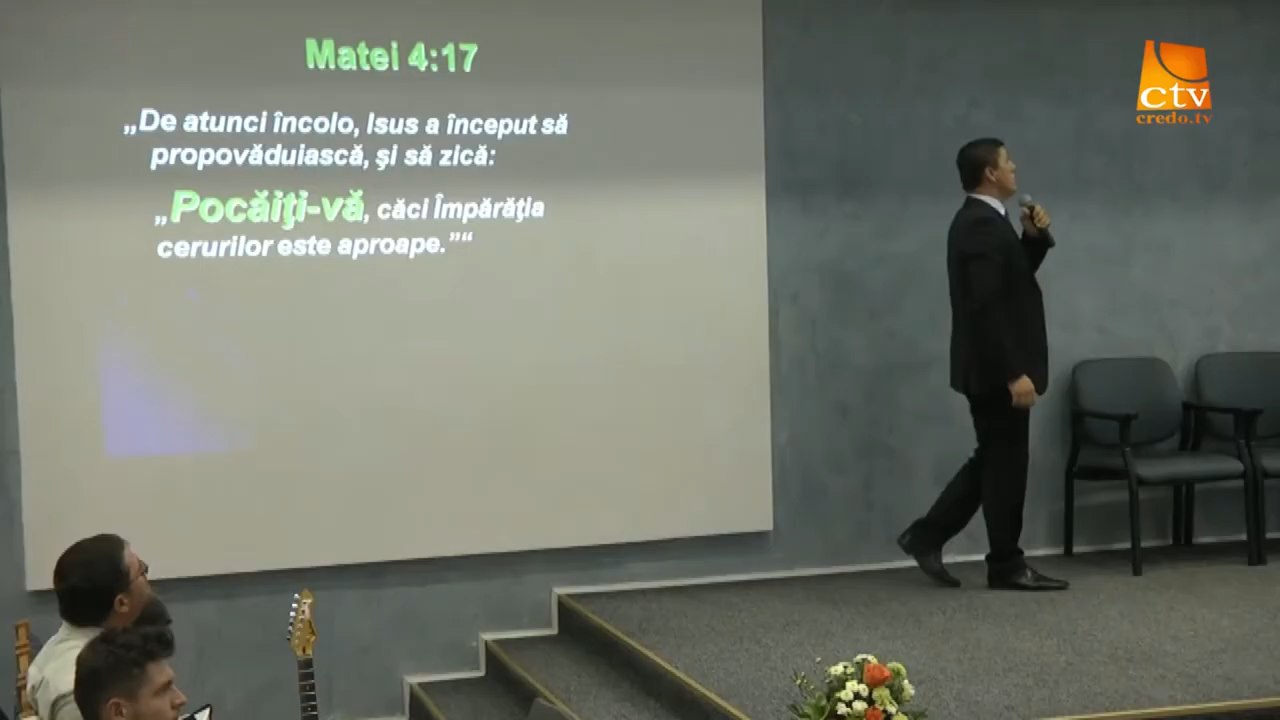 Matei 4:17
„De atunci încolo, Isus a început să
propovăduiască, şi să zică:
„Pocăiţi-vă, căci Împărăţia
cerurilor este aproape.”“
ctv
credo.tv